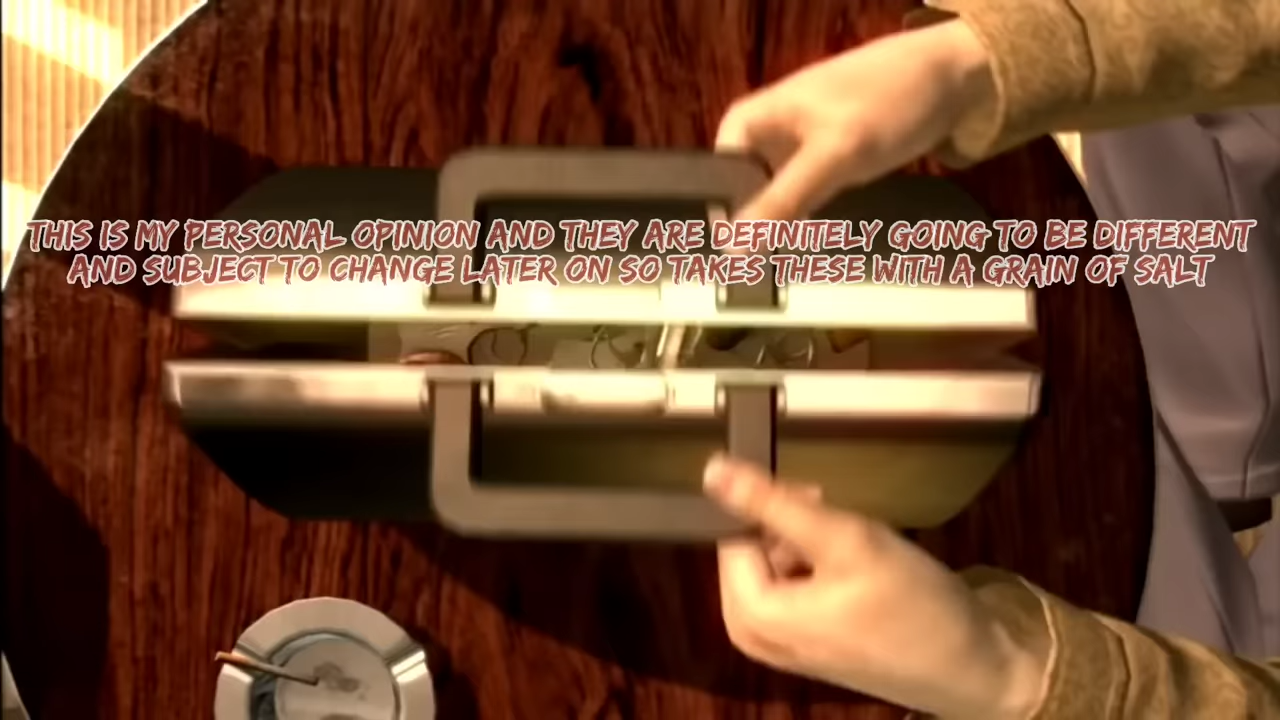 THIS IS MY PERSONAL OPINION AND THEY ARE DEFINITELY GOING TO BE DIFFERENT
AND SUBJECT TO CHANGE LATER ON SO TAKES THESE WITH A GRAIN OF SALT